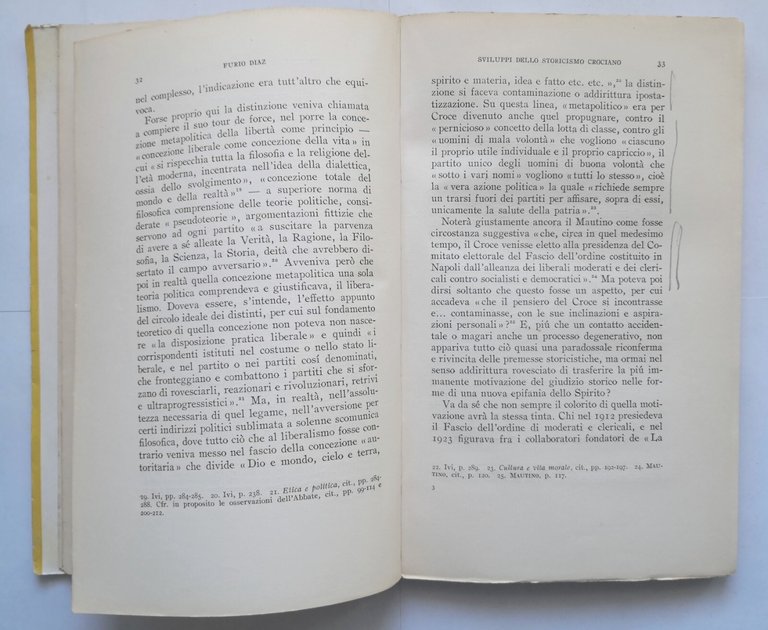 32
FURIO DIAZ
nel complesso, l'indicazione era tutt'altro che equi-
voca.
Forse proprio qui la distinzione veniva chiamata
a compiere il suo tour de force, nel porre la conce-
zione metapolitica della libertà come principio —
«concezione liberale come concezione della vita» in
cui «si rispechia tutta la filosofia e la religione del-
l'età moderna, incentrata nell'idea della dialettica,
ossia dello svolgimento», «concezione totale del
mondo e della realtà»¹⁹ — a superiore norma di
filosofica comprensione delle teorie politiche, consi-
derate «pseudoteorie», argomentazioni fittizie che
servono ad ogni partito «a suscitare la parvenza
di avere a sé alleate la Verità, la Ragione, la Filo-
sofia, la Scienza, la Storia, deità che avrebbero di-
sertato il campo avversario».²⁰ Avveniva però che
poi in realtà quella concezione metapolitica una sola
teoria politica comprendeva e giustificava, il libera-
lismo. Doveva essere, s'intende, l'effetto appunto
del circolo ideale dei distinti, per cui sul fondamento
teoretico di quella concezione non poteva non nasce-
re «la disposizione pratica liberale» e quindi «i
corrispondenti istituti nel costume o nello stato libe-
rale, e nel partito o nei partiti cosí denominati,
che fronteggiano e combattono i partiti che si sfor-
zano di rovesciarli, reazionari e rivoluzionari, retrivi
e ultraprogressistici».²¹ Ma, in realtà, nell'assolu-
tezza necessaria di quel legame, nell'avversione per
certi indirizzi politici sublimata a solenne scomunica
filosofica, dove tutto ciò che al liberalismo fosse con-
trario veniva messo nel fascio della concezione «au-
toritaria» che divide «Dio e mondo, cielo e terra,
19. Ivi, pp. 284-285. 20. Ivi, p. 238. 21. Etica e politica, cit., pp. 285-
288. Cfr. in proposito le osservazioni dell'Abbate, cit., pp. 99-114 e
200-212.
SVILUPPI DELLO STORICISMO CROCIANO
33
spirito e materia, idea e fatto etc. etc.»,²² la distin-
zione si faceva contaminazione o addirittura iposta-
tizzazione. Su questa linea, «metapolitico» era per
Croce divenuto anche quel propugnare, contro il
«pernicioso» concetto della lotta di classe, contro gli
«uomini di mala volontà» che vogliono «ciascuno
il proprio utile individuale e il proprio capriccio», il
partito unico degli uomini di buona volontà che
«sotto i vari nomi» vogliono «tutti lo stesso», cioè
la «vera azione politica» la quale «richiede sempre
un trarsi fuori dei partiti per affisare, sopra di essi,
unicamente la salute della patria».²³
Noterà giustamente ancora il Mautino come fosse
circostanza suggestiva «che, circa in quel medesimo
tempo, il Croce venisse eletto alla presidenza del Co-
mitato elettorale del Fascio dell'ordine costituito in
Napoli dall'alleanza dei liberali moderati e dei cleri-
cali contro socialisti e democratici».²⁴ Ma poteva poi
dirsi soltanto che questo fosse un aspetto, per cui
accadeva «che il pensiero del Croce si incontrasse
e... contaminasse, con le sue inclinazioni e aspira-
zioni personali»?²⁵ E, piú che un contatto acciden-
tale o magari anche un processo degenerativo, non
appariva tutto ciò quasi una paradossale riconferma
e rivincita delle premesse storicistiche, ma ormai nel
senso addirittura rovesciato di trasferire la piú im-
manente motivazione del giudizio storico nelle for-
me di una nuova epifania dello Spirito?
Va da sé che non sempre il colorito di quella moti-
vazione avrà la stessa tinta. Chi nel 1912 presiedeva
il Fascio dell'ordine di moderati e clericali, e nel
1923 figurava fra i collaboratori fondatori de «La
22. Ivi, p. 289. 23. Cultura e vita morale, cit., pp. 192-197. 24. MAU-
TINO, cit., p. 120. 25. MAUTINO, p. 117.
3